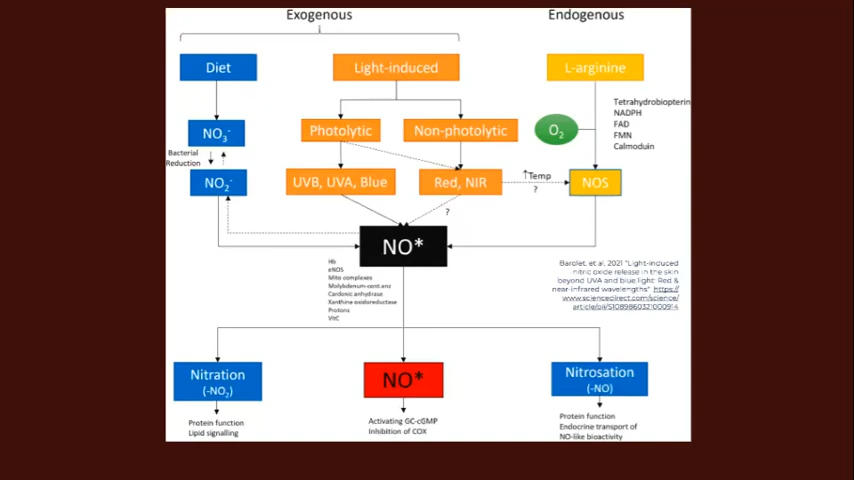 Exogenous
Endogenous
Diet
Light-induced
L-arginine
Tetrahydrobiopterin
NADPH
FAD
FMN
Calmoduin
NO3-
Photolytic
Non-photolytic
O2
Bacterial
Reduction
NO2-
UVB, UVA, Blue
Red, NIR
↑Temp
?
NOS
?
NO*
Hb
eNOS
Mito complexes
Molybdenum-cont.enz
Cardonic anhydrase
Xanthine oxidoreductase
Protons
VitC
Barolet, et al, 2021 "Light-induced
nitric oxide release in the skin
beyond UVA and blue light: Red &
near-infrared wavelengths" https://
www.sciencedirect.com/science/
article/pii/S1089860321000914
Nitration
(-NO2)
NO*
Nitrosation
(-NO)
Protein function
Lipid signalling
Activating GC-cGMP
Inhibition of COX
Protein function
Endocrine transport of
NO-like bioactivity